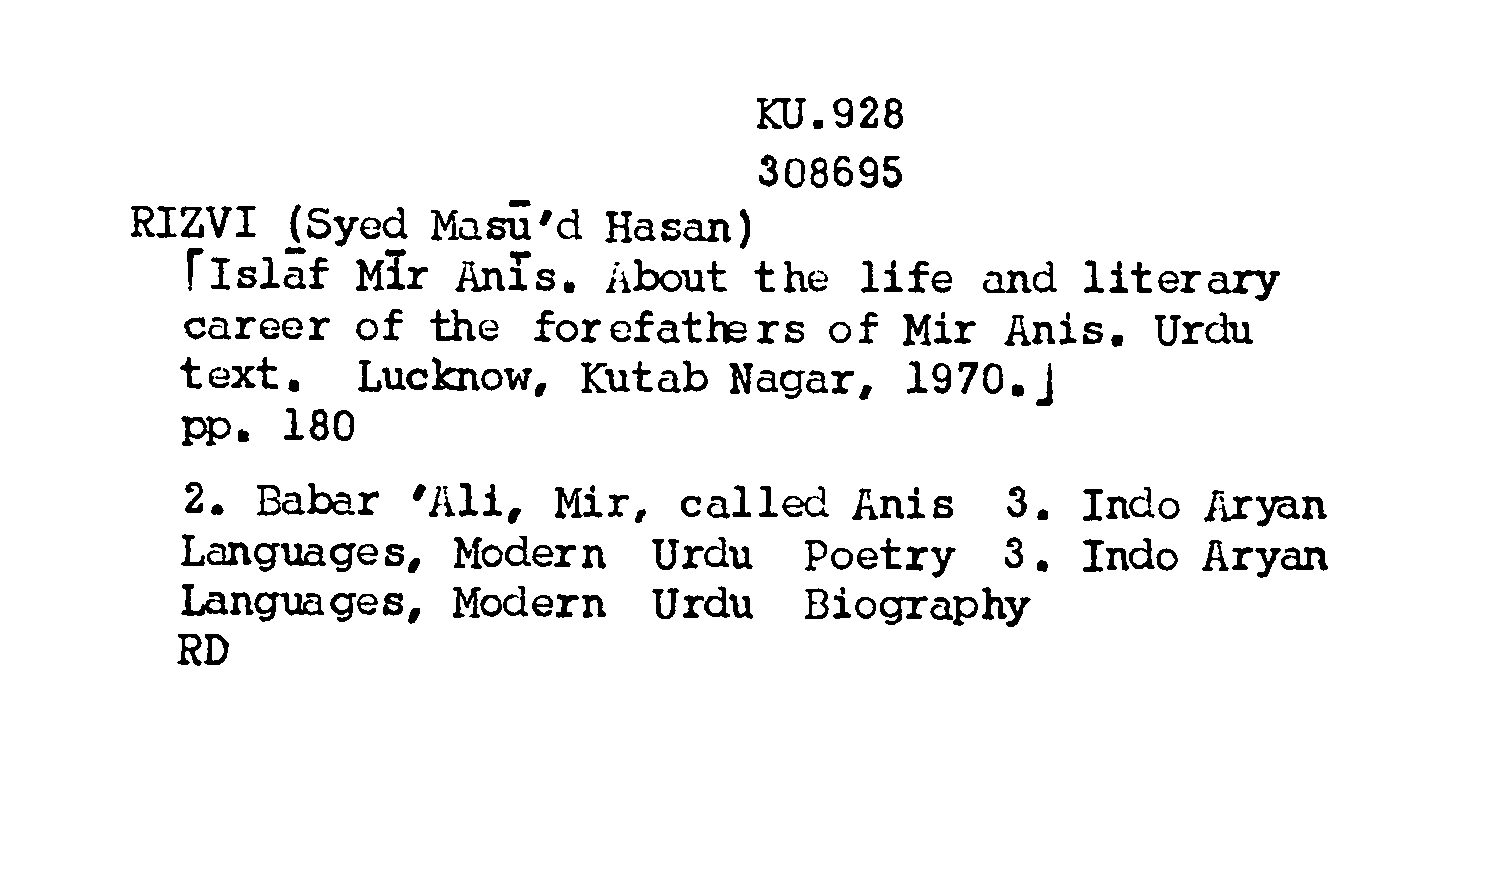 KU.928
308695
RIZVI (Syed Masū'd Hasan)
⌈Islāf Mīr Anīs. About the life and literary
career of the forefathers of Mir Anis. Urdu
text. Lucknow, Kutab Nagar, 1970.⌋
pp. 180
2. Babar 'Ali, Mir, called Anis 3. Indo Aryan
Languages, Modern Urdu Poetry 3. Indo Aryan
Languages, Modern Urdu Biography
RD